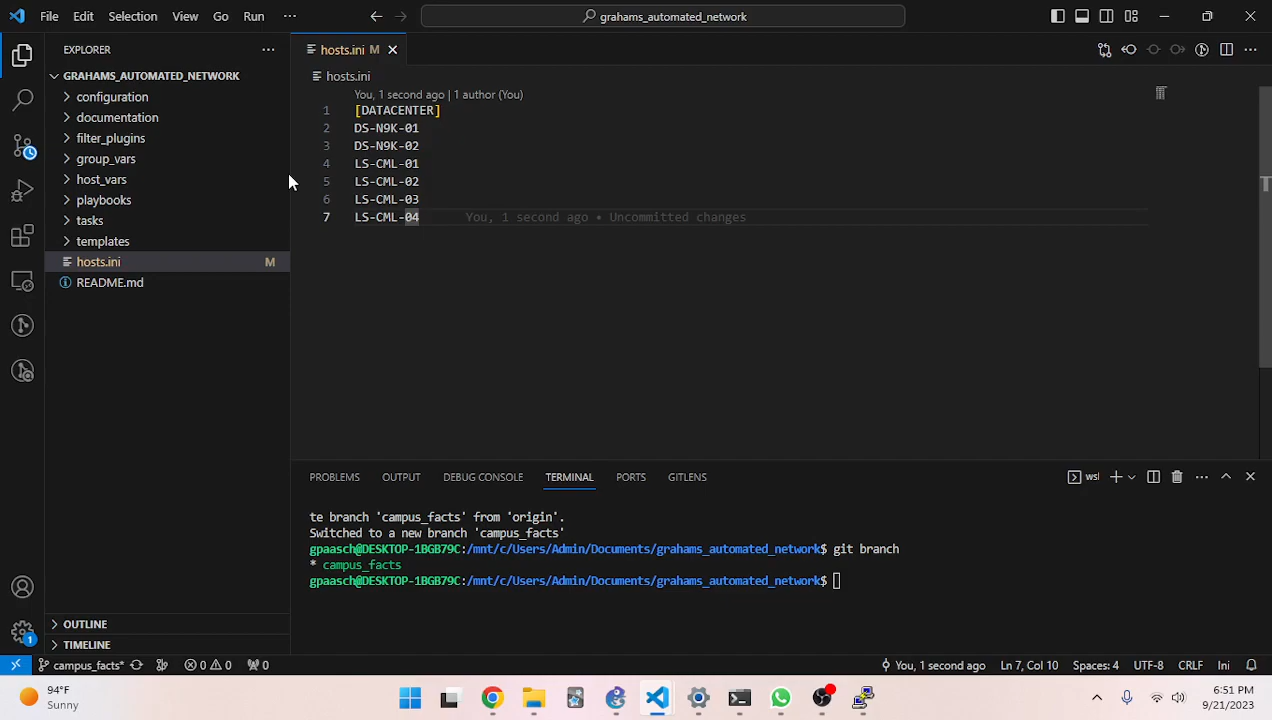 File Edit Selection View Go Run ...
grahams_automated_network
EXPLORER
hosts.ini M
GRAHAMS_AUTOMATED_NETWORK
hosts.ini
configuration
documentation
filter_plugins
group_vars
host_vars
playbooks
tasks
templates
hosts.ini M
README.md
You, 1 second ago | 1 author (You)
1 [DATACENTER]
2 DS-N9K-01
3 DS-N9K-02
4 LS-CML-01
5 LS-CML-02
6 LS-CML-03
7 LS-CML-04 You, 1 second ago • Uncommitted changes
PROBLEMS OUTPUT DEBUG CONSOLE TERMINAL PORTS GITLENS
wsl
te branch 'campus_facts' from 'origin'.
Switched to a new branch 'campus_facts'
gpaasch@DESKTOP-1BGB79C:/mnt/c/Users/Admin/Documents/grahams_automated_network$ git branch
* campus_facts
gpaasch@DESKTOP-1BGB79C:/mnt/c/Users/Admin/Documents/grahams_automated_network$
OUTLINE
TIMELINE
1
campus_facts* 0 0 0 You, 1 second ago Ln 7, Col 10 Spaces: 4 UTF-8 CRLF Ini
94°F
Sunny
6:51 PM
9/21/2023